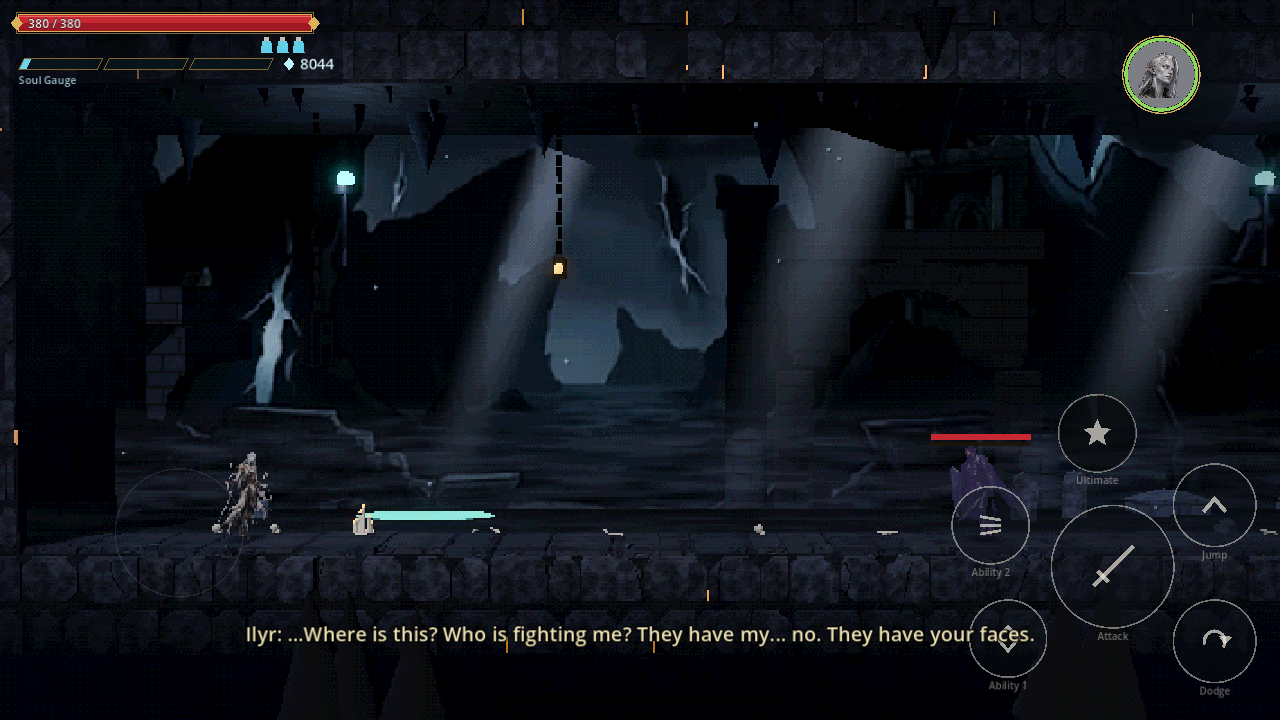 380 / 380
8044
Soul Gauge
Ultimate
Jump
Ability 2
Attack
Ilyr: ...Where is this? Who is fighting me? They have my... no. They have your faces.
Ability 1
Dodge